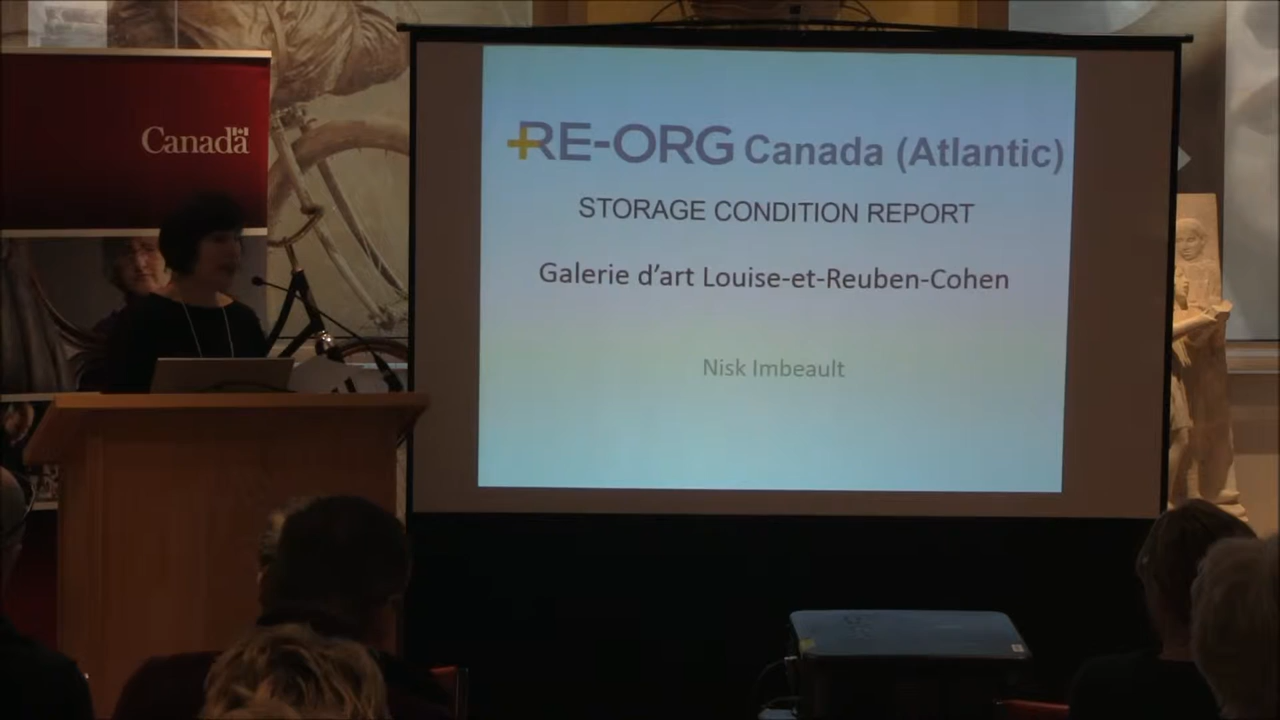 Canada
+RE-ORG Canada (Atlantic)
STORAGE CONDITION REPORT
Galerie d'art Louise-et-Reuben-Cohen
Nisk Imbeault